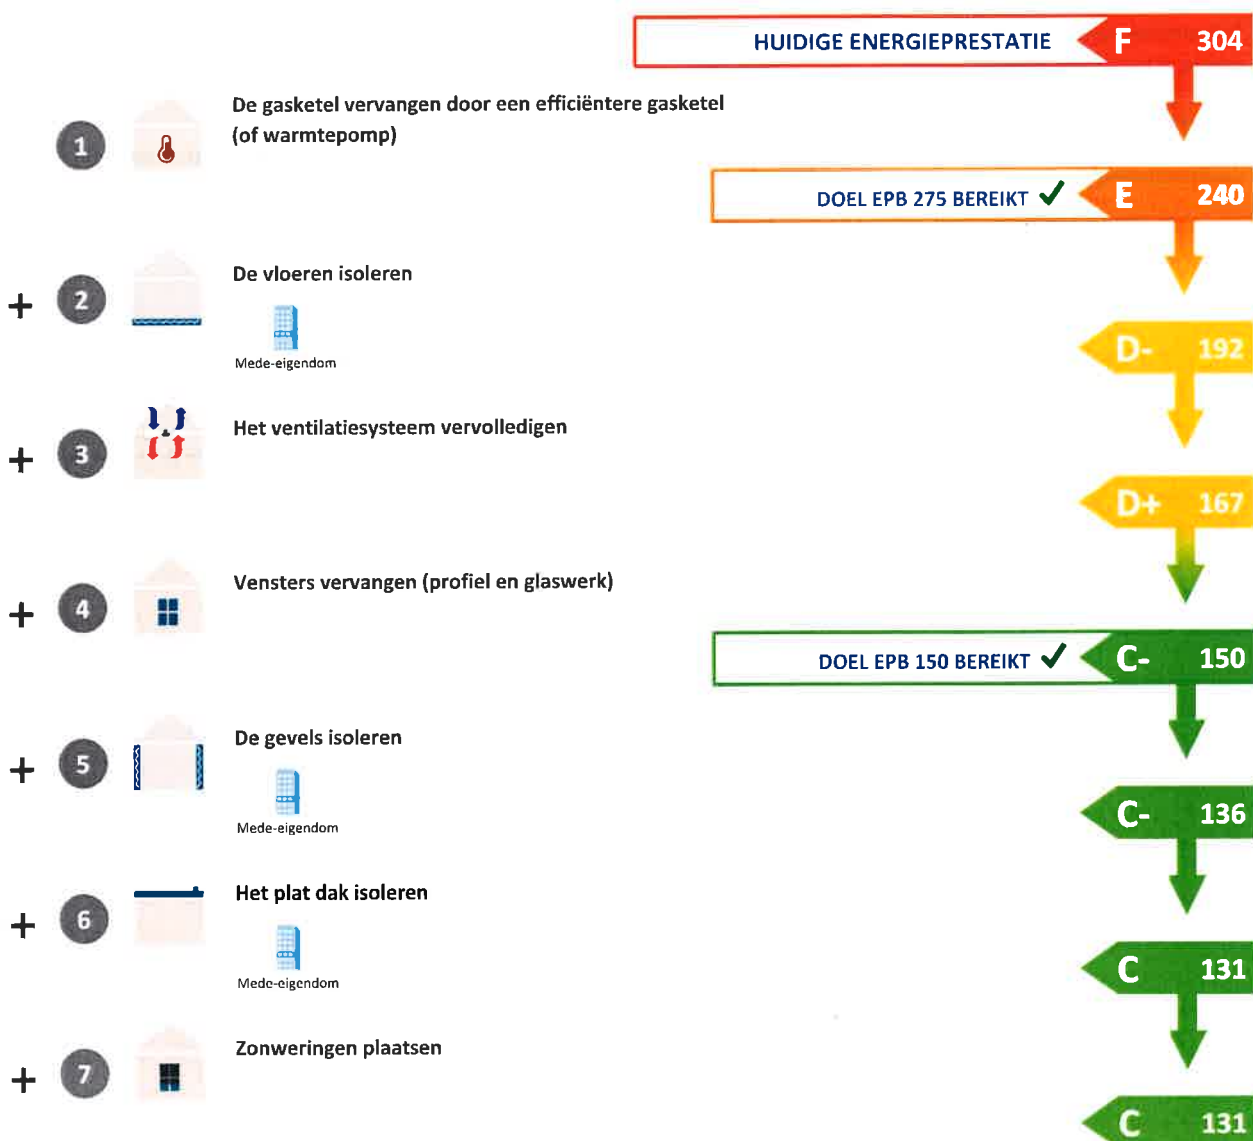 HUIDIGE ENERGIEPRESTATIE F 304
1 De gasketel vervangen door een efficiëntere gasketel
(of warmtepomp)
DOEL EPB 275 BEREIKT ✓ E 240
+ 2 De vloeren isoleren
Mede-eigendom
D- 192
+ 3 Het ventilatiesysteem vervolledigen
D+ 167
+ 4 Vensters vervangen (profiel en glaswerk)
DOEL EPB 150 BEREIKT ✓ C- 150
+ 5 De gevels isoleren
Mede-eigendom
C- 136
+ 6 Het plat dak isoleren
Mede-eigendom
C 131
+ 7 Zonweringen plaatsen
C 131